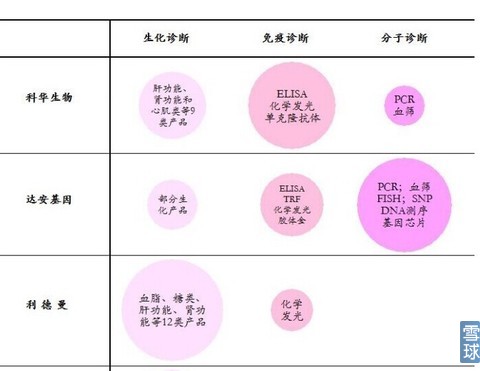 生化诊断 免疫诊断 分子诊断
科华生物
肝功能、
肾功能和
心肌类等9
类产品
ELISA
化学发光
单克隆抗体
PCR
血筛
达安基因
部分生
化产品
ELISA
TRF
化学发光
胶体金
PCR；血筛
FISH；SNP
DNA测序
基因芯片
利德曼
血脂、糖类、
肝功能、肾功
能等12类产品
化学
发光
雪球